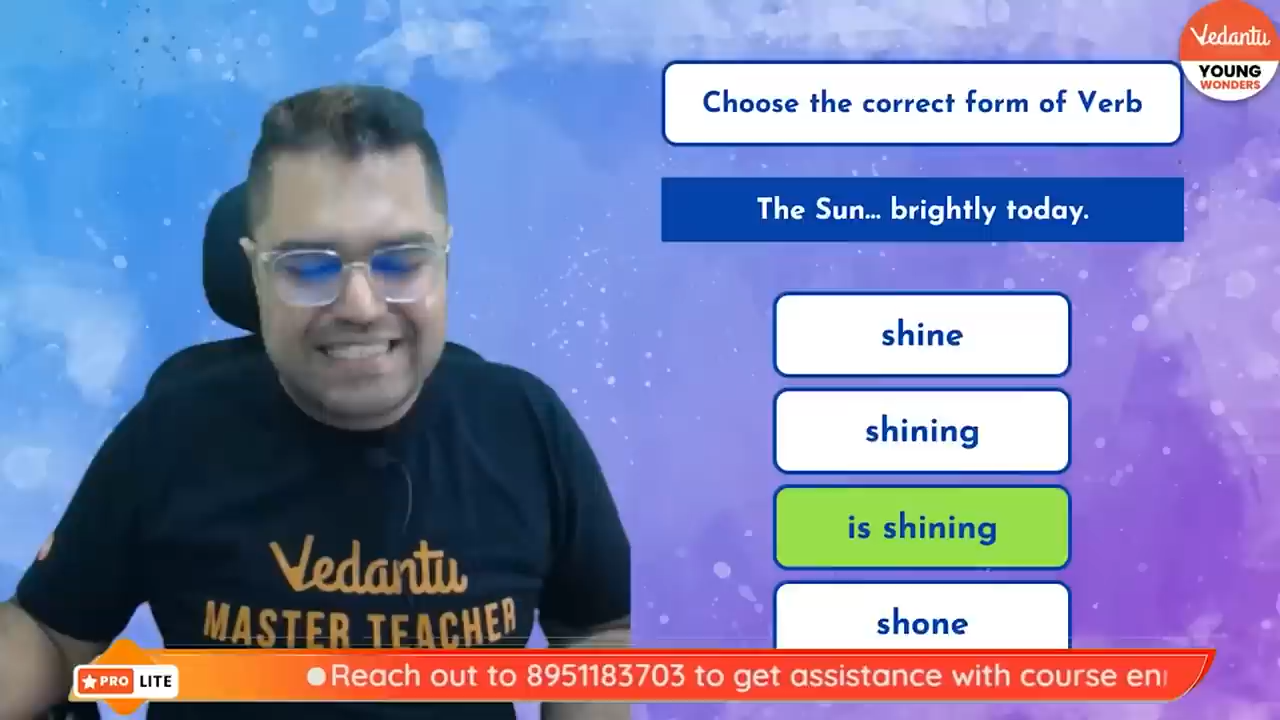 Vedantu
YOUNG
WONDERS
Choose the correct form of Verb
The Sun... brightly today.
shine
shining
is shining
shone
Vedantu
MASTER TEACHER
PRO LITE
Reach out to 8951183703 to get assistance with course en